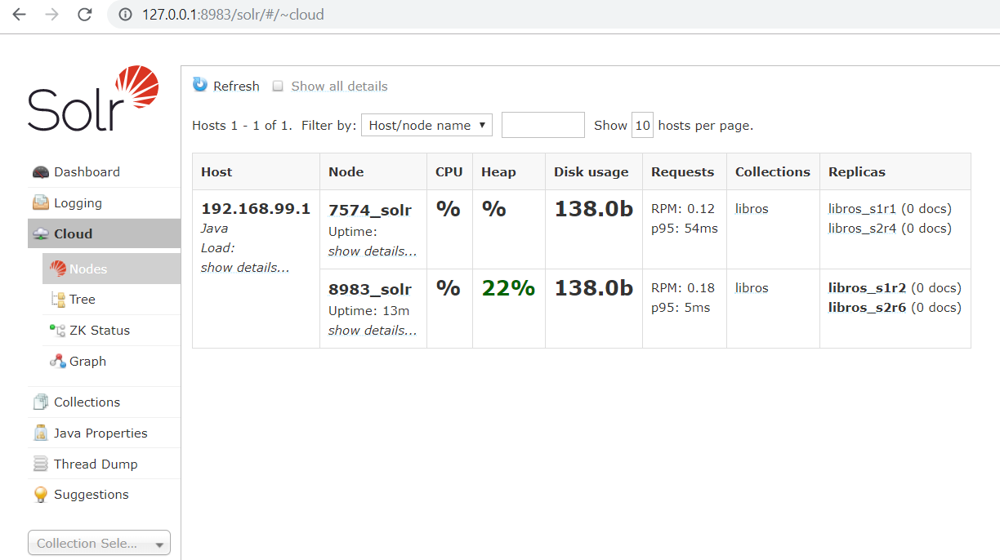 127.0.0.1:8983/solr/#/~cloud
Solr
Dashboard
Logging
Cloud
Nodes
Tree
ZK Status
Graph
Collections
Java Properties
Thread Dump
Suggestions
Collection Sele...
Refresh Show all details
Hosts 1 - 1 of 1. Filter by: Host/node name Show 10 hosts per page.
Host Node CPU Heap Disk usage Requests Collections Replicas
192.168.99.1 7574_solr % % 138.0b RPM: 0.12 libros libros_s1r1 (0 docs)
Java Uptime: p95: 54ms libros_s2r4 (0 docs)
Load: show details...
show details...
8983_solr % 22% 138.0b RPM: 0.18 libros libros_s1r2 (0 docs)
Uptime: 13m p95: 5ms libros_s2r6 (0 docs)
show details...